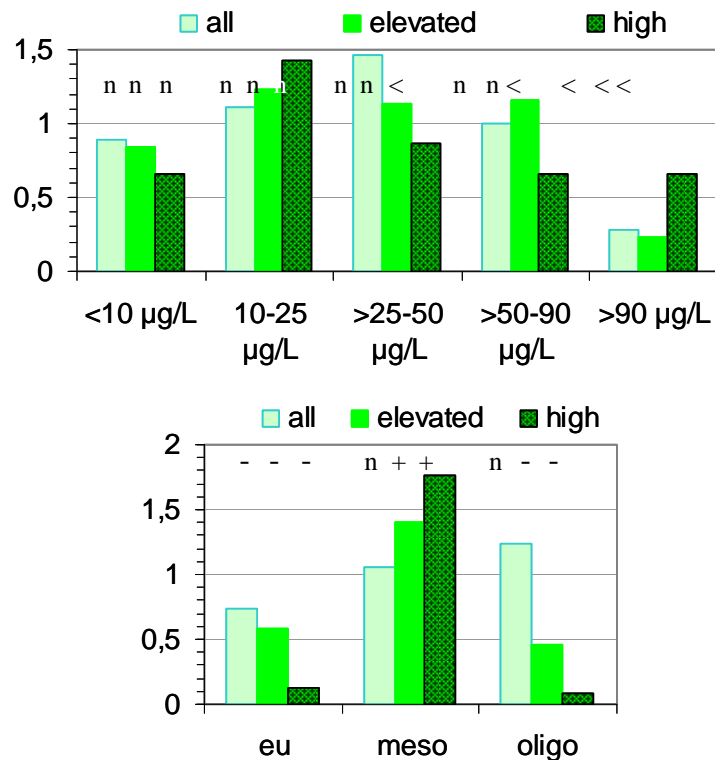 all elevated high
1,5
n n n n n n n n < n n < < < <
1
0,5
0
<10 µg/L 10-25 >25-50 >50-90 >90 µg/L
µg/L µg/L µg/L
all elevated high
2
- - - n + + n - -
1,5
1
0,5
0
eu meso oligo